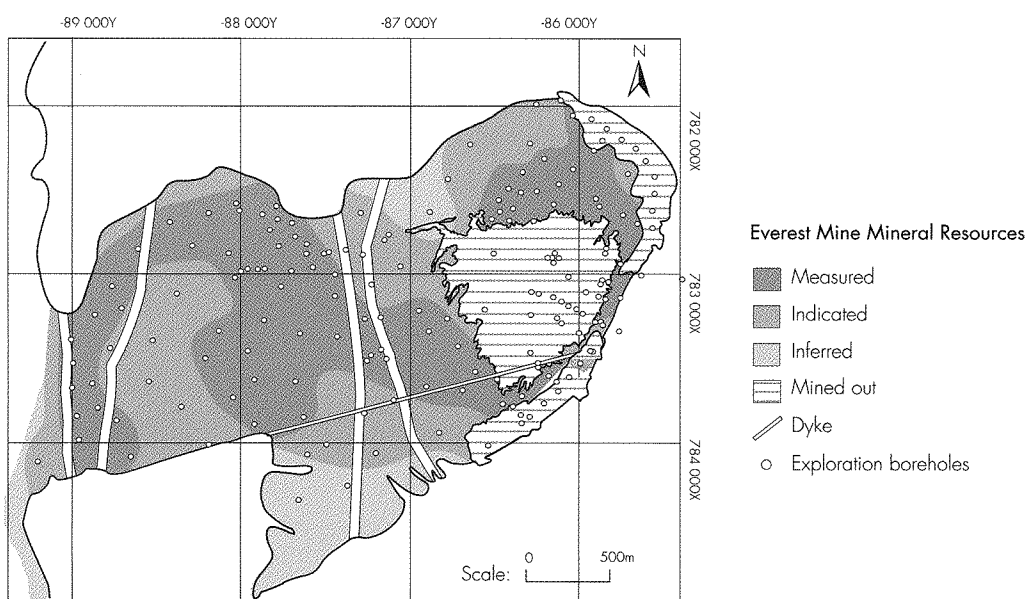 -89 000Y
-88 000Y
-87 000Y
-86 000Y
N
782 000X
783 000X
784 000X
Everest Mine Mineral Resources
Measured
Indicated
Inferred
Mined out
Dyke
Exploration boreholes
Scale:
0
500m